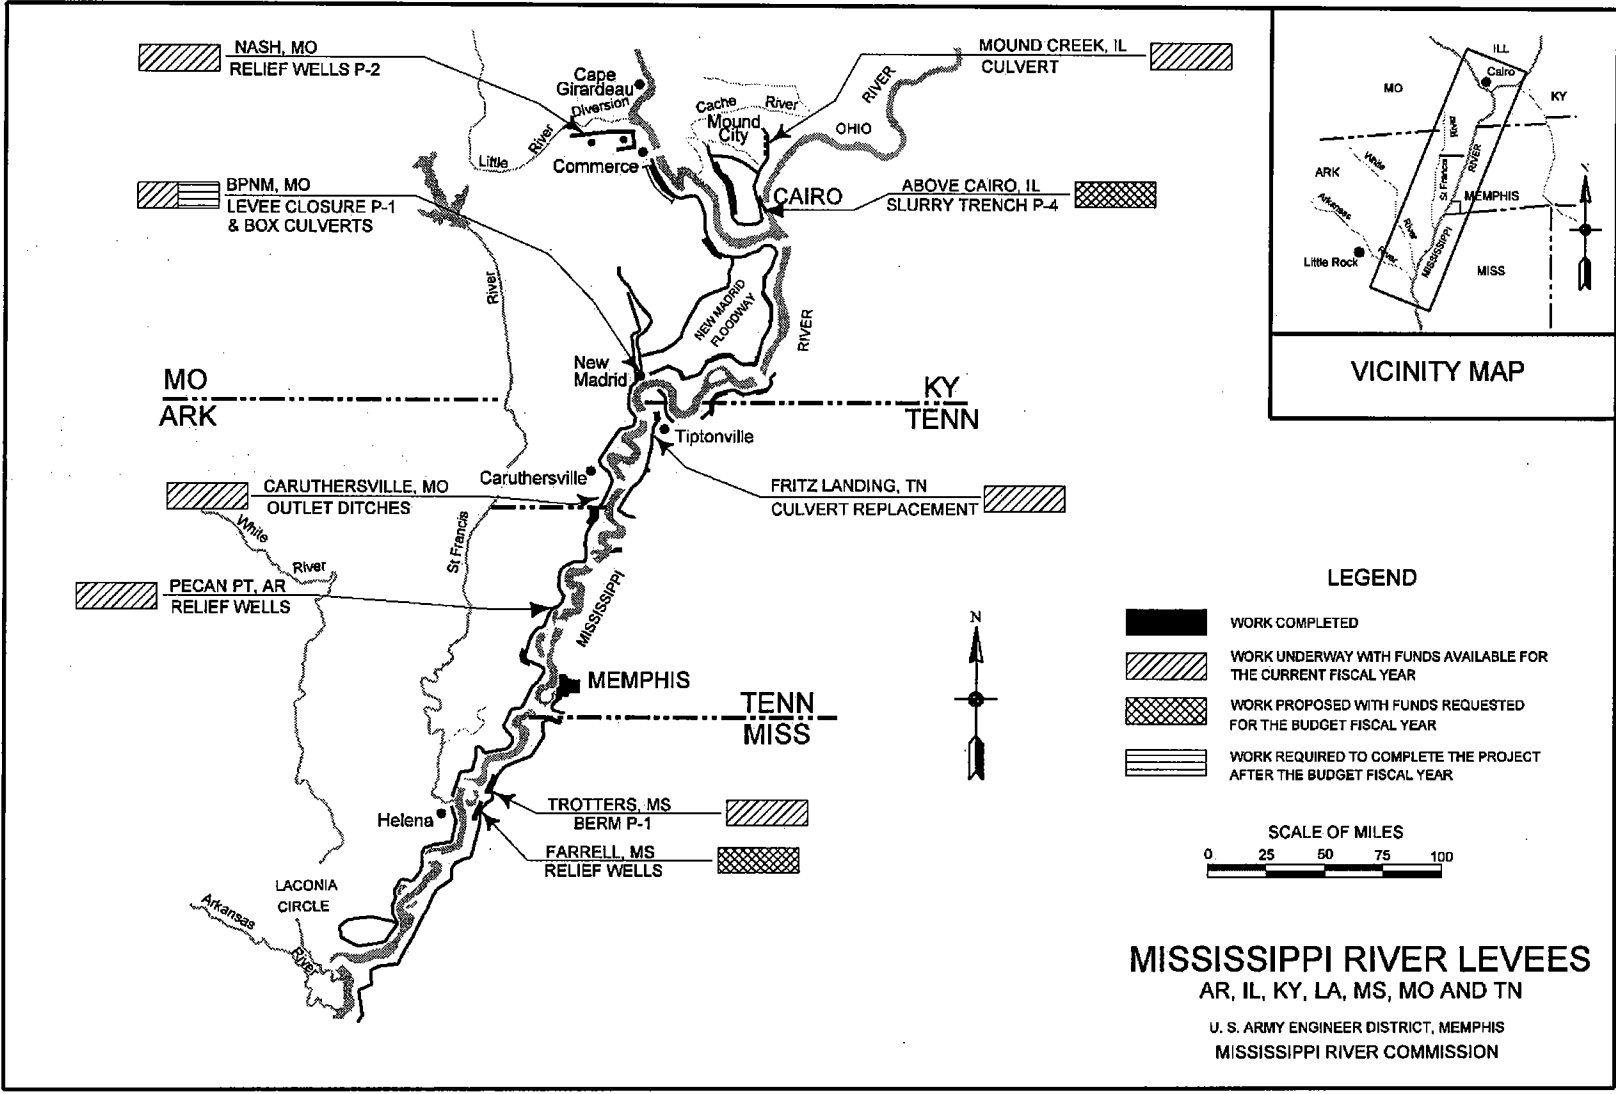 NASH, MO
RELIEF WELLS P-2
BPNM, MO
LEVEE CLOSURE P-1
& BOX CULVERTS
MOUND CREEK, IL
CULVERT
ABOVE CAIRO, IL
SLURRY TRENCH P-4
Cape
Girardeau
Diversion
Little
River
Commerce
Cache
River
Mound
City
RIVER
OHIO
CAIRO
River
NEW MADRID
FLOODWAY
RIVER
New
Madrid
MO
ARK
KY
TENN
Tiptonville
Caruthersville
CARUTHERSVILLE, MO
OUTLET DITCHES
FRITZ LANDING, TN
CULVERT REPLACEMENT
White
River
St Francis
PECAN PT, AR
RELIEF WELLS
MISSISSIPPI
MEMPHIS
TENN
MISS
N
Helena
TROTTERS, MS
BERM P-1
FARRELL, MS
RELIEF WELLS
LACONIA
CIRCLE
Arkansas
River
ILL
Cairo
MO
KY
River
White
RIVER
ARK
St Francis
MEMPHIS
Arkansas
River
River
Little Rock
MISSISSIPPI
MISS
N
VICINITY MAP
LEGEND
WORK COMPLETED
WORK UNDERWAY WITH FUNDS AVAILABLE FOR
THE CURRENT FISCAL YEAR
WORK PROPOSED WITH FUNDS REQUESTED
FOR THE BUDGET FISCAL YEAR
WORK REQUIRED TO COMPLETE THE PROJECT
AFTER THE BUDGET FISCAL YEAR
SCALE OF MILES
0 25 50 75 100
MISSISSIPPI RIVER LEVEES
AR, IL, KY, LA, MS, MO AND TN
U. S. ARMY ENGINEER DISTRICT, MEMPHIS
MISSISSIPPI RIVER COMMISSION